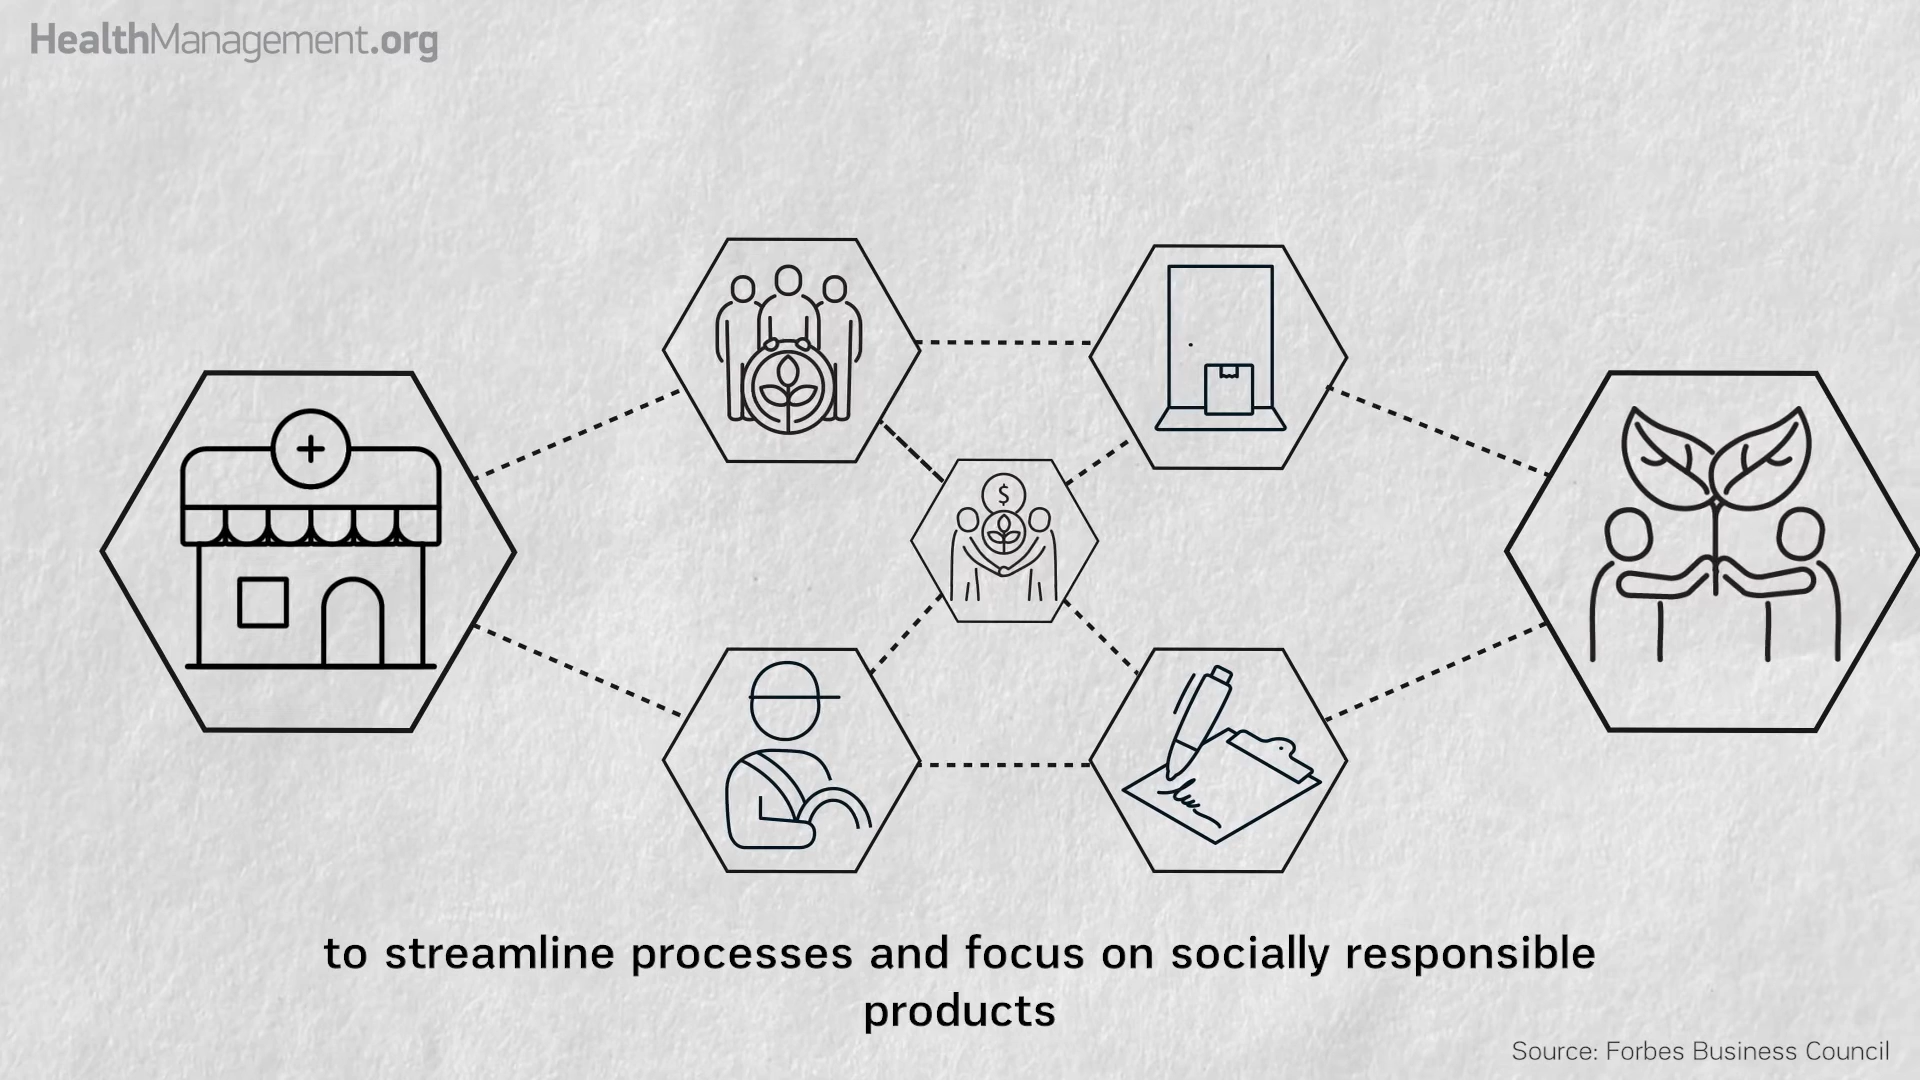 HealthManagement.org
$
to streamline processes and focus on socially responsible
products
Source: Forbes Business Council